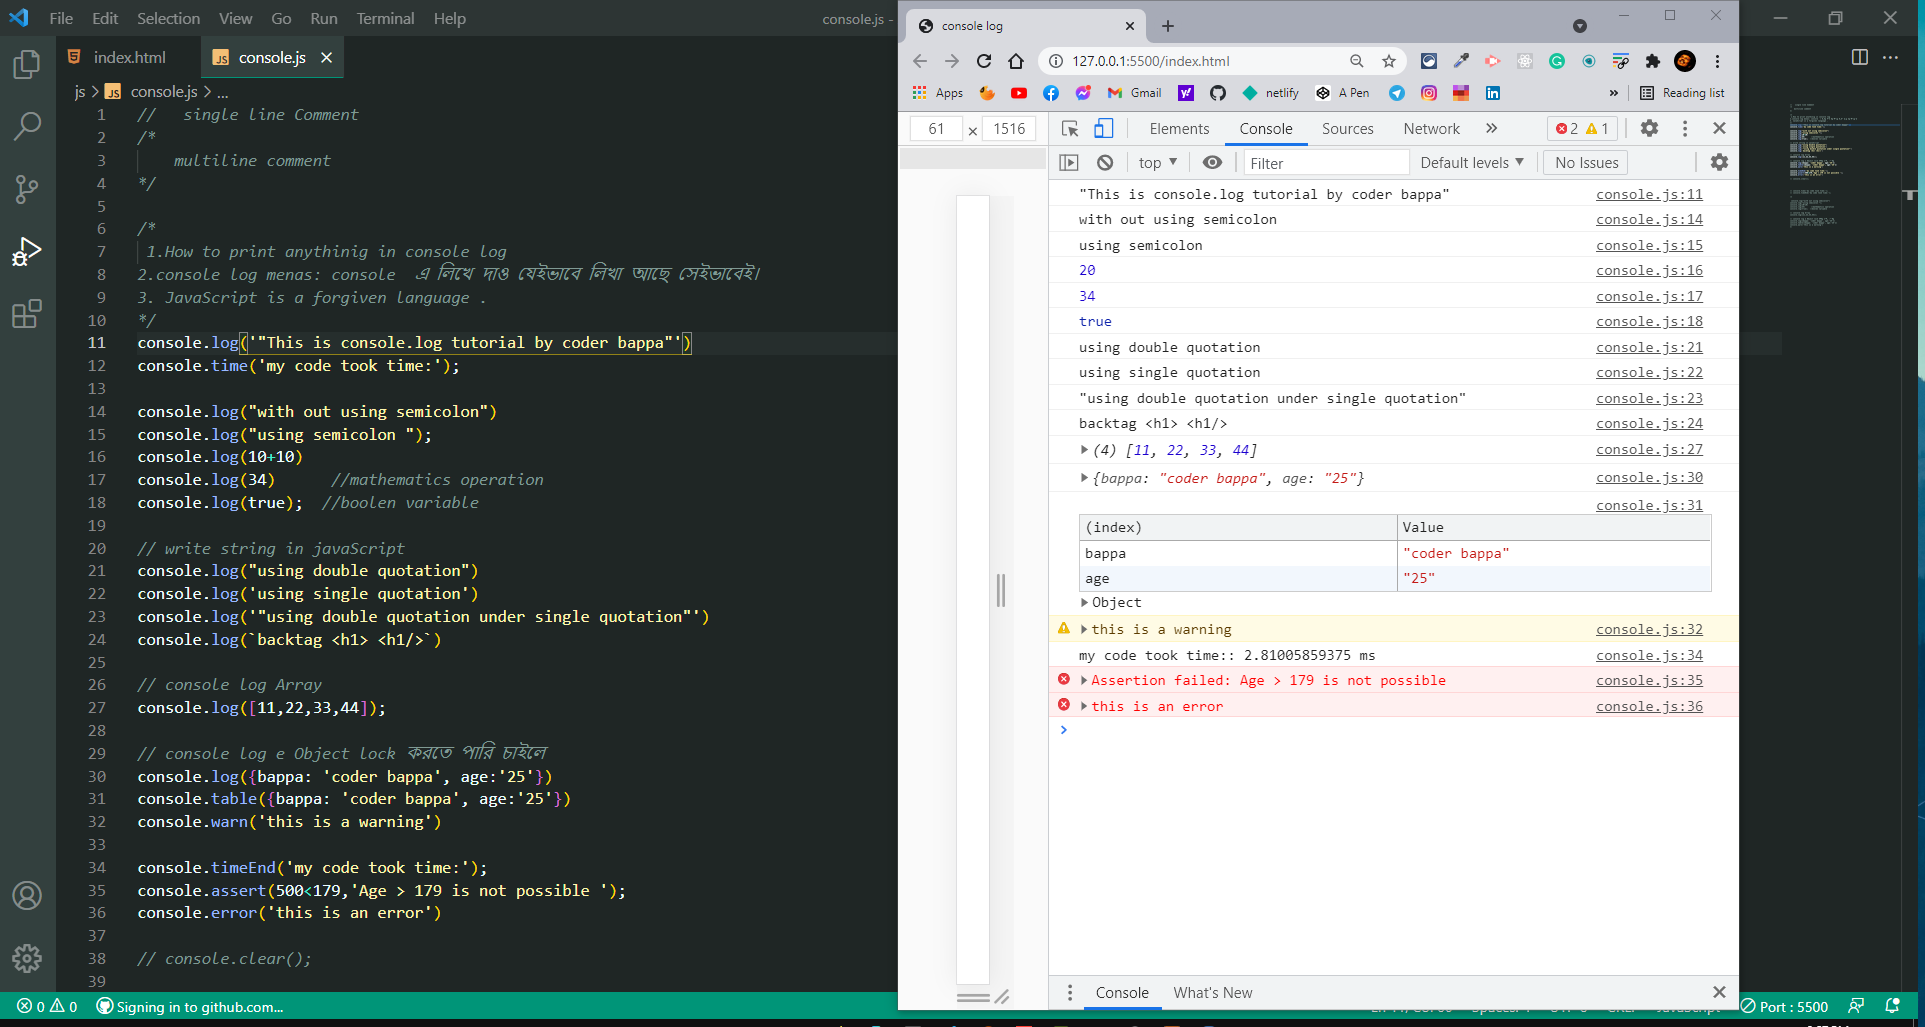 File Edit Selection View Go Run Terminal Help
console.js -
index.html
JS console.js ×
js > JS console.js > ...
1 // single line Comment
2 /*
3 multiline comment
4 */
5
6 /*
7 1.How to print anythinig in console log
8 2.console log menas: console এ লিখে দাও যেইভাবে লিখা আছে সেইভাবেই।
9 3. JavaScript is a forgiven language .
10 */
11 console.log('"This is console.log tutorial by coder bappa"')
12 console.time('my code took time:');
13
14 console.log("with out using semicolon")
15 console.log("using semicolon ");
16 console.log(10+10)
17 console.log(34) //mathematics operation
18 console.log(true); //boolen variable
19
20 // write string in javaScript
21 console.log("using double quotation")
22 console.log('using single quotation')
23 console.log('"using double quotation under single quotation"')
24 console.log(`backtag <h1> <h1/>`)
25
26 // console log Array
27 console.log([11,22,33,44]);
28
29 // console log e Object lock করতে পারি চাইলে
30 console.log({bappa: 'coder bappa', age:'25'})
31 console.table({bappa: 'coder bappa', age:'25'})
32 console.warn('this is a warning')
33
34 console.timeEnd('my code took time:');
35 console.assert(500<179,'Age > 179 is not possible ');
36 console.error('this is an error')
37
38 // console.clear();
39
0 0 Signing in to github.com...
console log
127.0.0.1:5500/index.html
Apps Gmail netlify A Pen » Reading list
61 × 1516
Elements Console Sources Network » 2 1
top Filter Default levels No Issues
"This is console.log tutorial by coder bappa" console.js:11
with out using semicolon console.js:14
using semicolon console.js:15
20 console.js:16
34 console.js:17
true console.js:18
using double quotation console.js:21
using single quotation console.js:22
"using double quotation under single quotation" console.js:23
backtag <h1> <h1/> console.js:24
(4) [11, 22, 33, 44] console.js:27
{bappa: "coder bappa", age: "25"} console.js:30
console.js:31
(index) Value
bappa "coder bappa"
age "25"
Object
this is a warning console.js:32
my code took time:: 2.81005859375 ms console.js:34
Assertion failed: Age > 179 is not possible console.js:35
this is an error console.js:36
Console What's New
Port : 5500